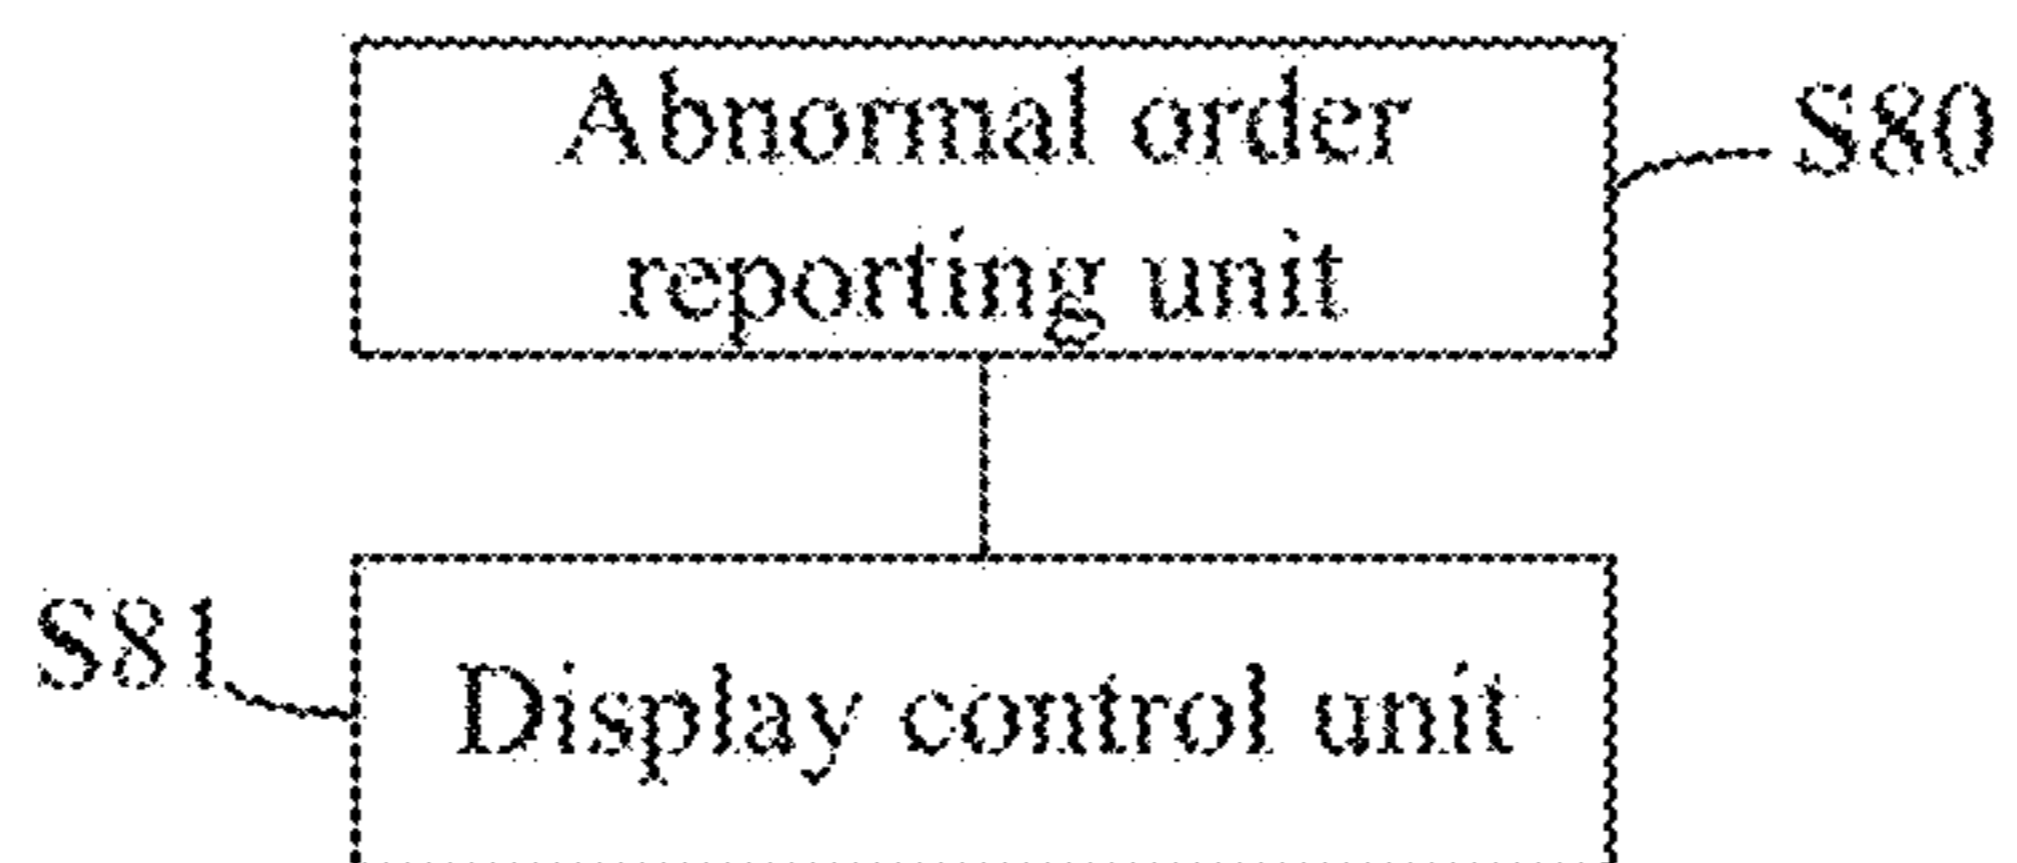 Abnormal order
reporting unit
S80
S81
Display control unit